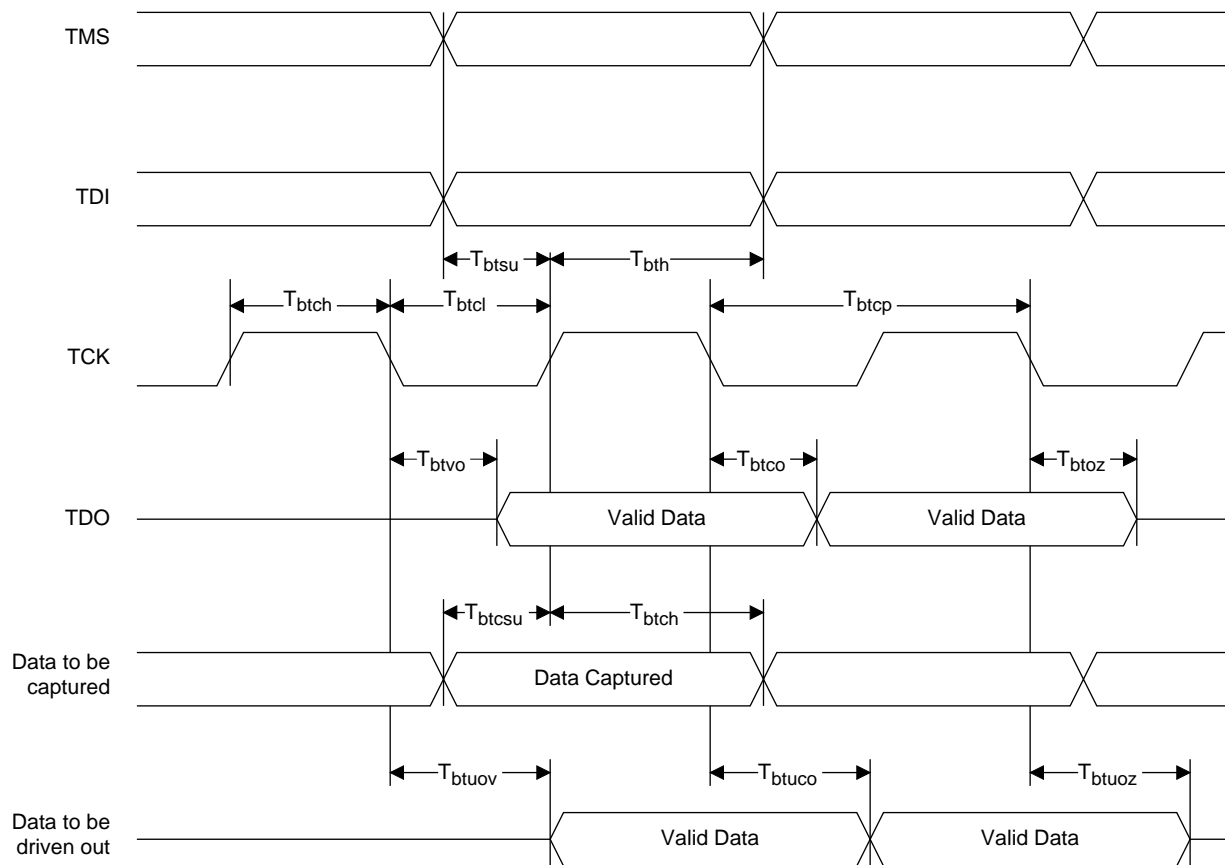 TMS
TDI
Tbtsu
Tbth
Tbtch
Tbtcl
Tbtcp
TCK
Tbtvo
Tbtco
Tbtoz
TDO
Valid Data
Valid Data
Tbtcsu
Tbtch
Data to be
captured
Data Captured
Tbtuov
Tbtuco
Tbtuoz
Data to be
driven out
Valid Data
Valid Data